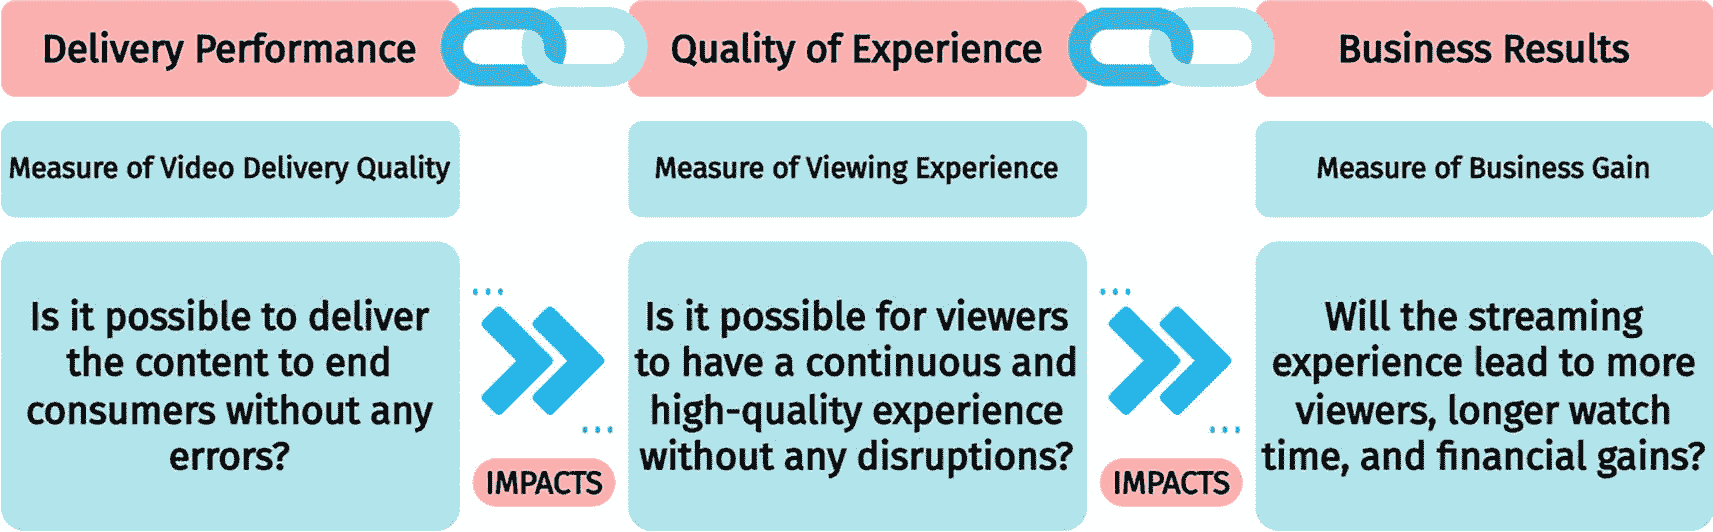 Delivery Performance
Quality of Experience
Business Results
Measure of Video Delivery Quality
Measure of Viewing Experience
Measure of Business Gain
Is it possible to deliver
the content to end
consumers without any
errors?
IMPACTS
Is it possible for viewers
to have a continuous and
high-quality experience
without any disruptions?
IMPACTS
Will the streaming
experience lead to more
viewers, longer watch
time, and financial gains?